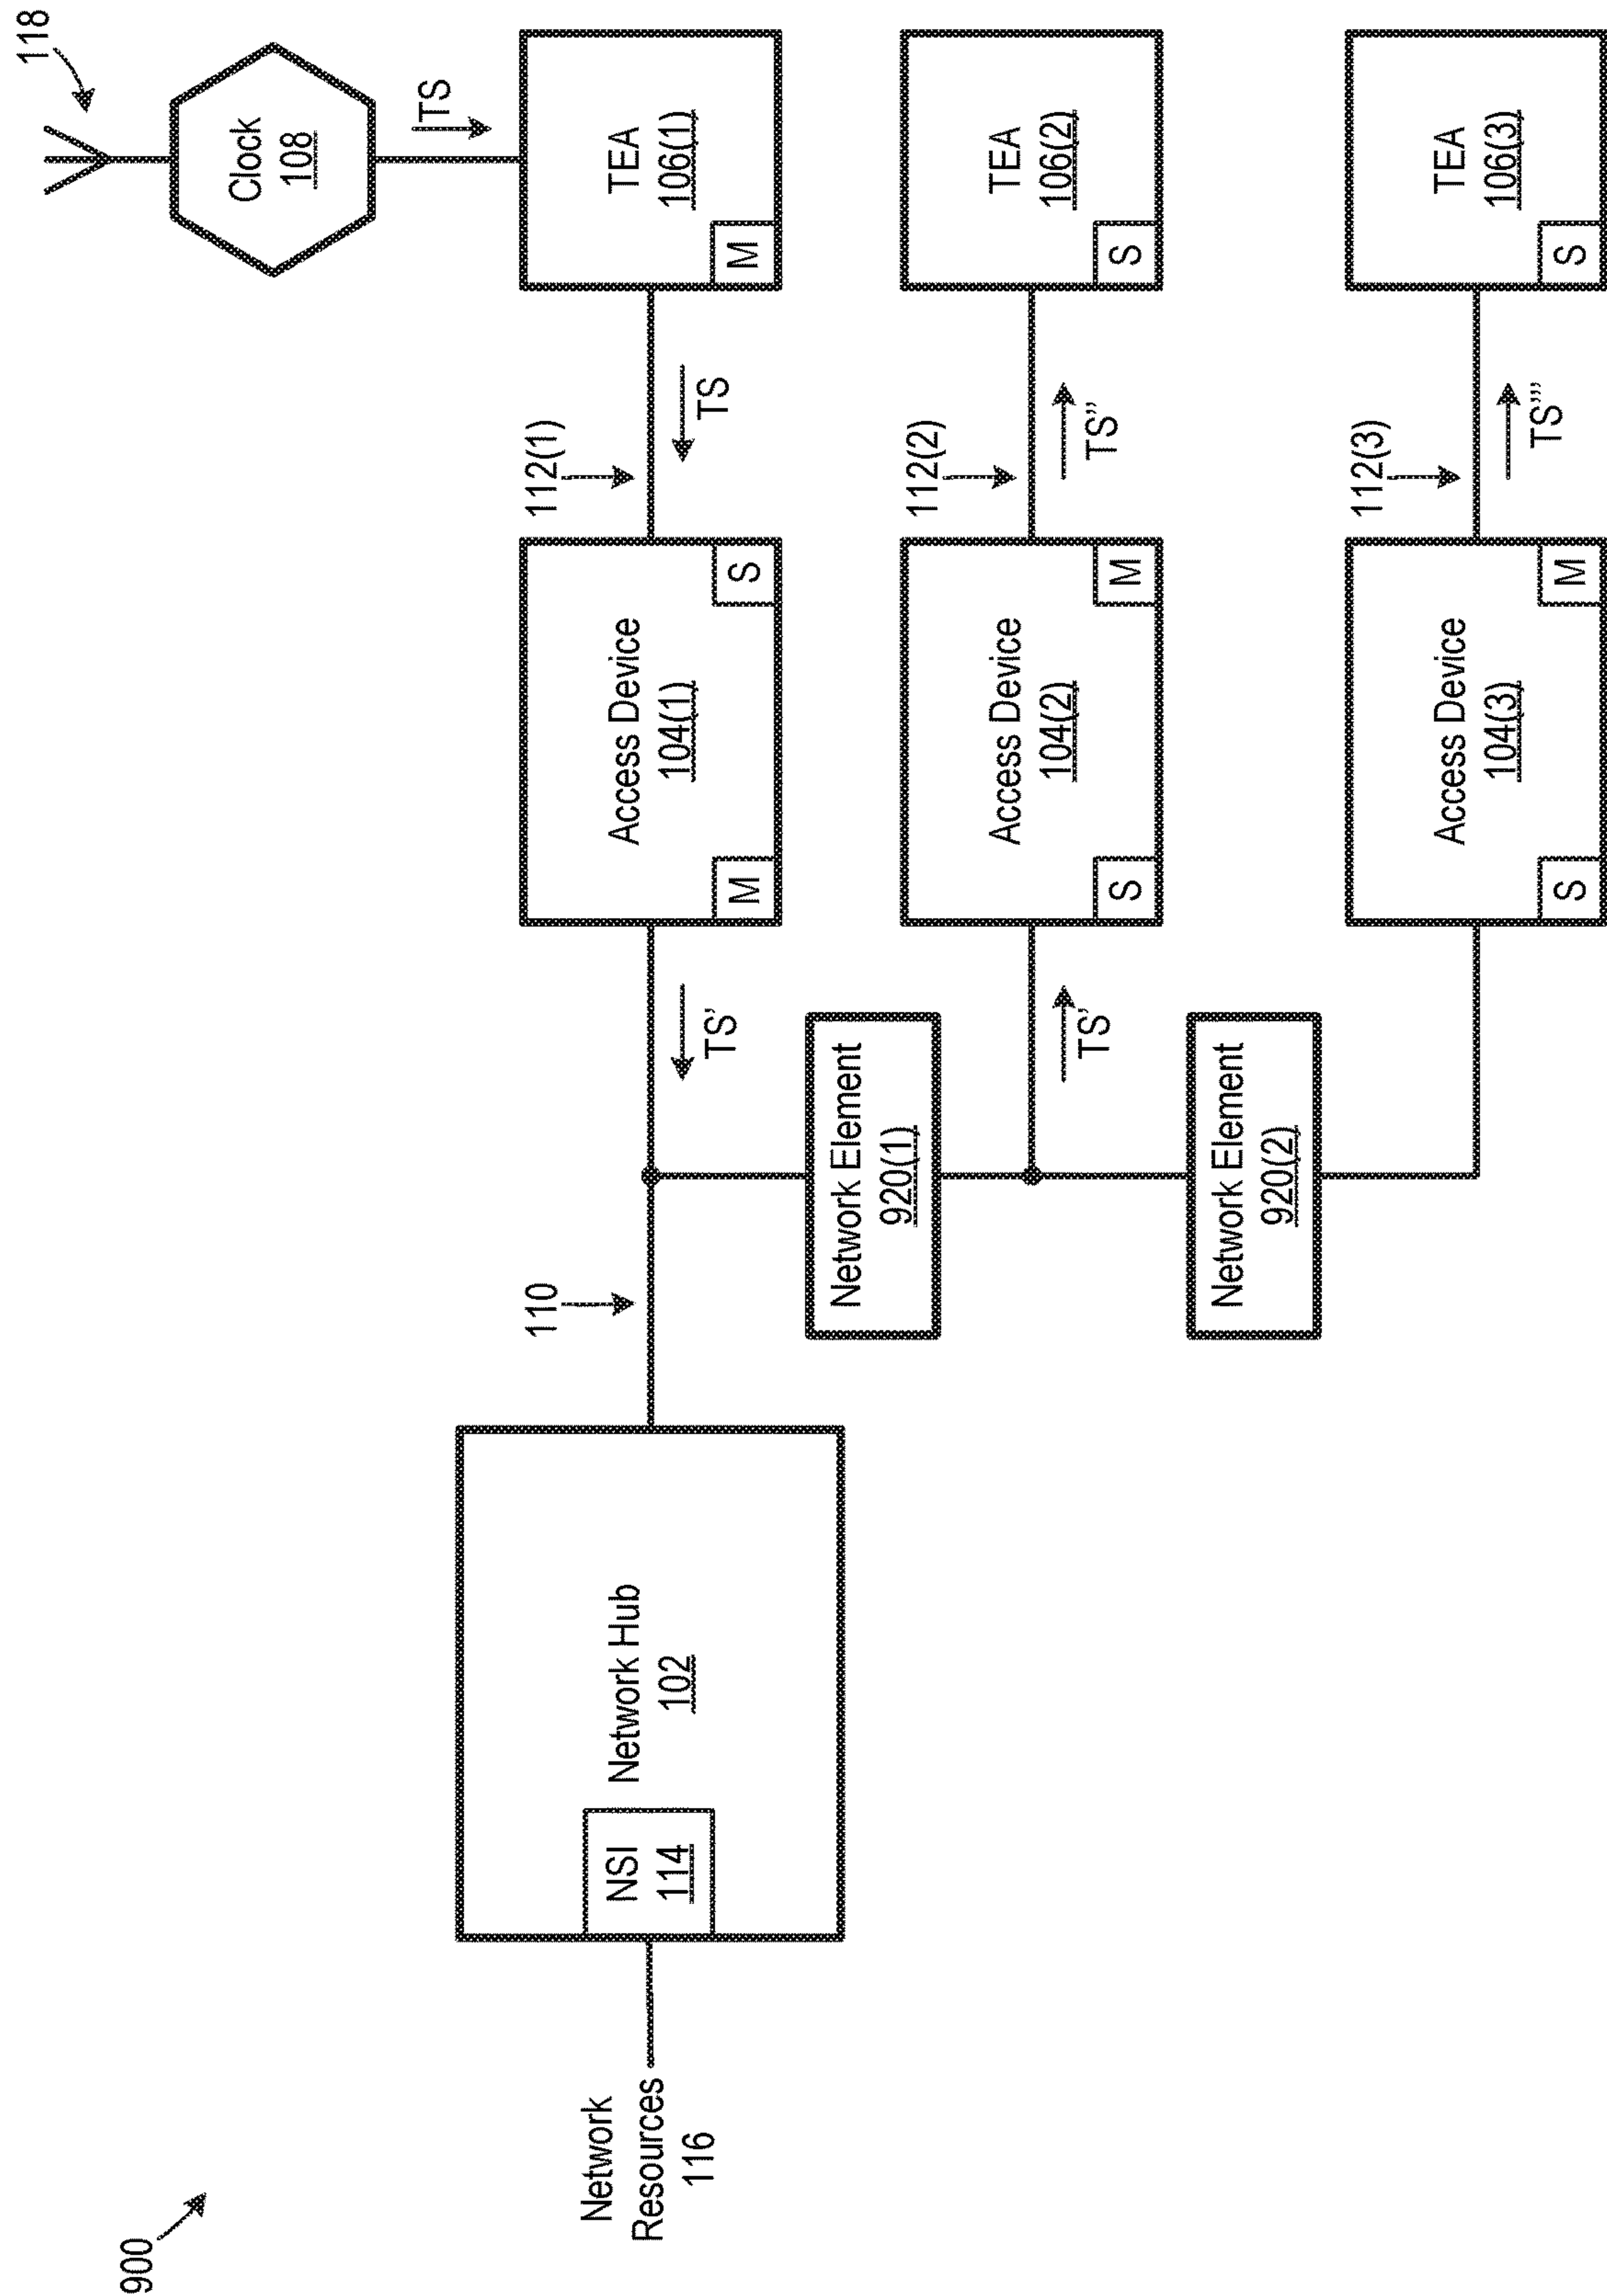 900
Network
Resources
116
NSI
114
Network Hub
102
110
Network Element
920(1)
Network Element
920(2)
TS'
TS'
M
Access Device
104(1)
S
S
Access Device
104(2)
M
S
Access Device
104(3)
M
112(1)
TS
112(2)
TS''
112(3)
TS'''
118
Clock
108
TS
TEA
106(1)
M
TEA
106(2)
S
TEA
106(3)
S